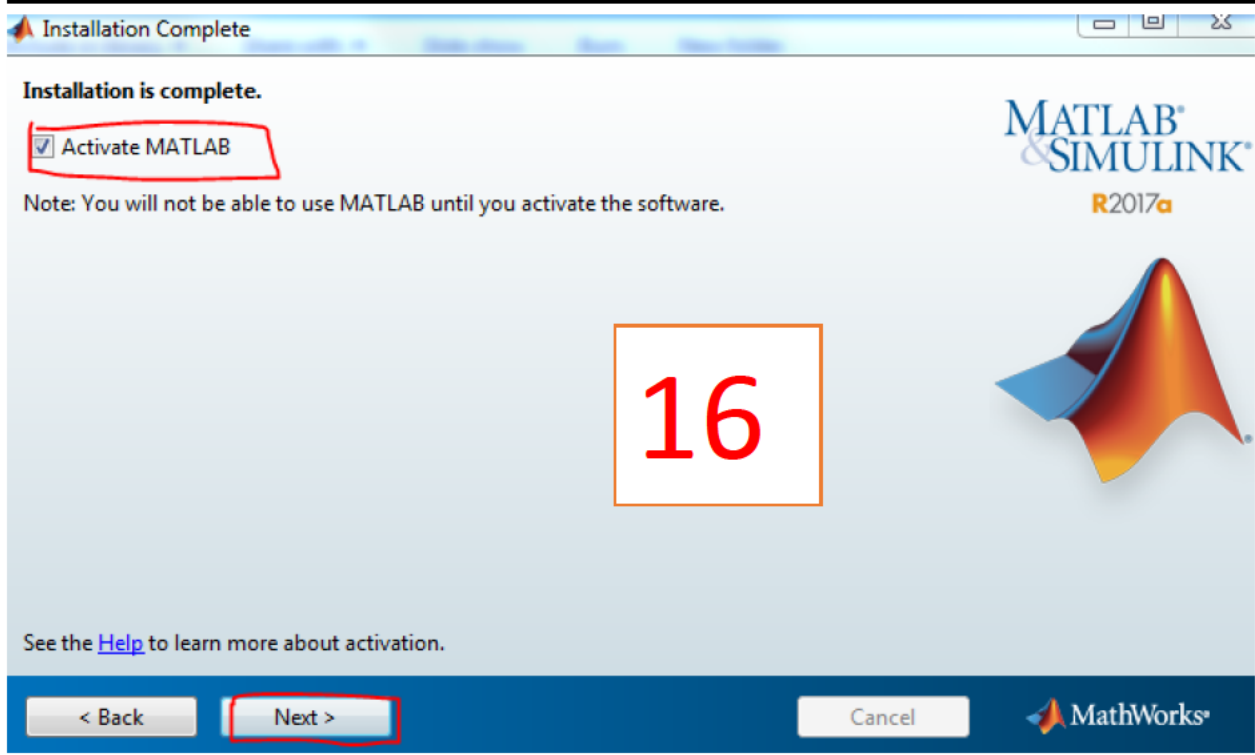 Installation Complete
Installation is complete.
Activate MATLAB
Note: You will not be able to use MATLAB until you activate the software.
MATLAB®
&SIMULINK®
R2017a
16
See the Help to learn more about activation.
< Back
Next >
Cancel
MathWorks®